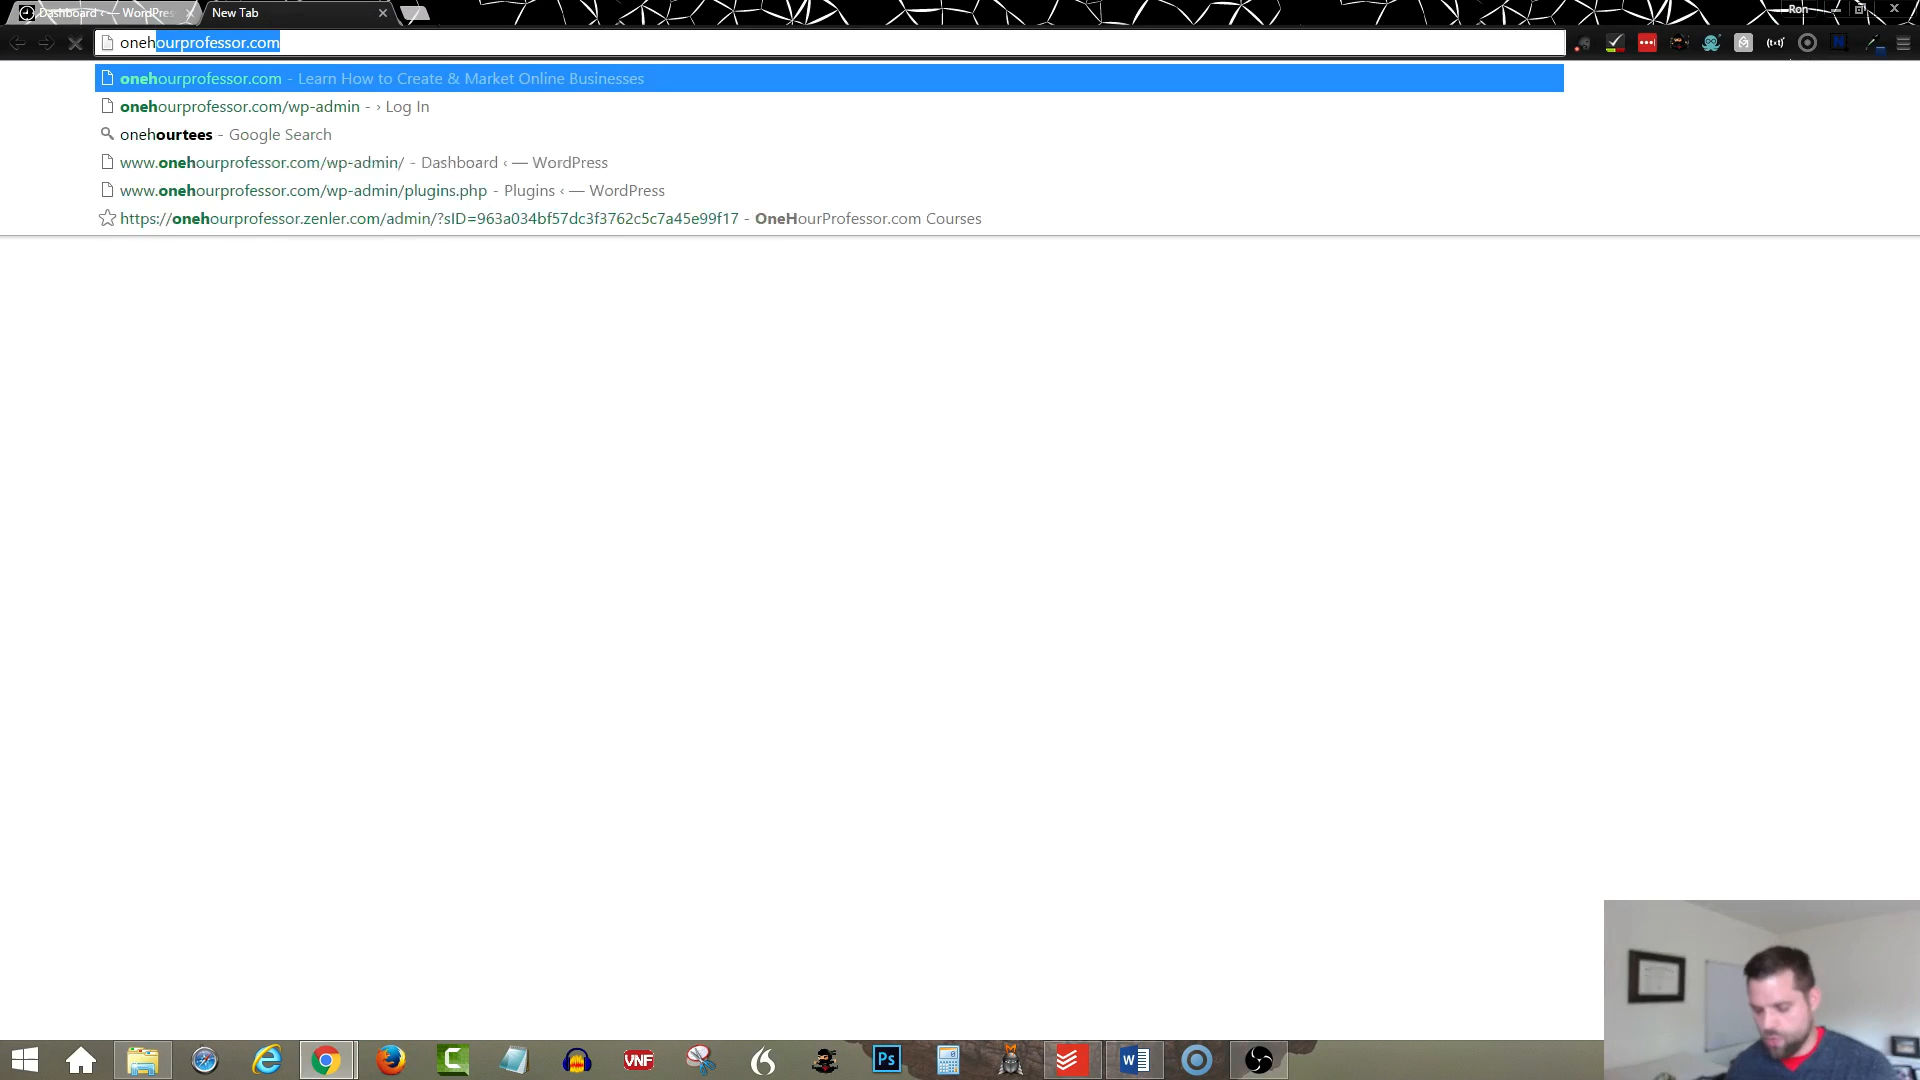 Dashboard ‹ — WordPres
New Tab
Ron
onehourprofessor.com
onehourprofessor.com - Learn How to Create & Market Online Businesses
onehourprofessor.com/wp-admin - › Log In
onehourtees - Google Search
www.onehourprofessor.com/wp-admin/ - Dashboard ‹ — WordPress
www.onehourprofessor.com/wp-admin/plugins.php - Plugins ‹ — WordPress
https://onehourprofessor.zenler.com/admin/?sID=963a034bf57dc3f3762c5c7a45e99f17 - OneHourProfessor.com Courses
VNF
Ps